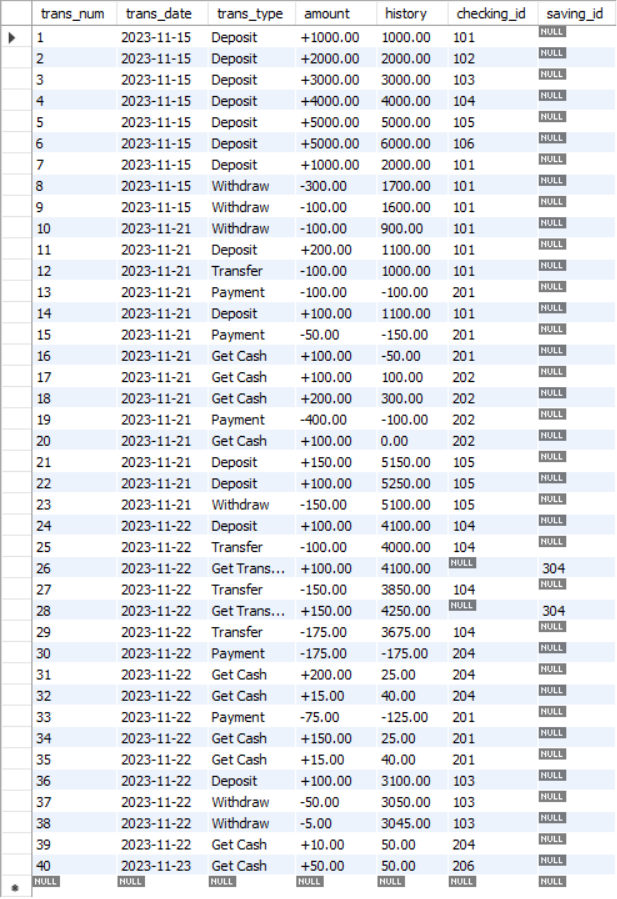 trans_num trans_date trans_type amount history checking_id saving_id
1 2023-11-15 Deposit +1000.00 1000.00 101 NULL
2 2023-11-15 Deposit +2000.00 2000.00 102 NULL
3 2023-11-15 Deposit +3000.00 3000.00 103 NULL
4 2023-11-15 Deposit +4000.00 4000.00 104 NULL
5 2023-11-15 Deposit +5000.00 5000.00 105 NULL
6 2023-11-15 Deposit +5000.00 6000.00 106 NULL
7 2023-11-15 Deposit +1000.00 2000.00 101 NULL
8 2023-11-15 Withdraw -300.00 1700.00 101 NULL
9 2023-11-15 Withdraw -100.00 1600.00 101 NULL
10 2023-11-21 Withdraw -100.00 900.00 101 NULL
11 2023-11-21 Deposit +200.00 1100.00 101 NULL
12 2023-11-21 Transfer -100.00 1000.00 101 NULL
13 2023-11-21 Payment -100.00 -100.00 201 NULL
14 2023-11-21 Deposit +100.00 1100.00 101 NULL
15 2023-11-21 Payment -50.00 -150.00 201 NULL
16 2023-11-21 Get Cash +100.00 -50.00 201 NULL
17 2023-11-21 Get Cash +100.00 100.00 202 NULL
18 2023-11-21 Get Cash +200.00 300.00 202 NULL
19 2023-11-21 Payment -400.00 -100.00 202 NULL
20 2023-11-21 Get Cash +100.00 0.00 202 NULL
21 2023-11-21 Deposit +150.00 5150.00 105 NULL
22 2023-11-21 Deposit +100.00 5250.00 105 NULL
23 2023-11-21 Withdraw -150.00 5100.00 105 NULL
24 2023-11-22 Deposit +100.00 4100.00 104 NULL
25 2023-11-22 Transfer -100.00 4000.00 104 NULL
26 2023-11-22 Get Trans... +100.00 4100.00 NULL 304
27 2023-11-22 Transfer -150.00 3850.00 104 NULL
28 2023-11-22 Get Trans... +150.00 4250.00 NULL 304
29 2023-11-22 Transfer -175.00 3675.00 104 NULL
30 2023-11-22 Payment -175.00 -175.00 204 NULL
31 2023-11-22 Get Cash +200.00 25.00 204 NULL
32 2023-11-22 Get Cash +15.00 40.00 204 NULL
33 2023-11-22 Payment -75.00 -125.00 201 NULL
34 2023-11-22 Get Cash +150.00 25.00 201 NULL
35 2023-11-22 Get Cash +15.00 40.00 201 NULL
36 2023-11-22 Deposit +100.00 3100.00 103 NULL
37 2023-11-22 Withdraw -50.00 3050.00 103 NULL
38 2023-11-22 Withdraw -5.00 3045.00 103 NULL
39 2023-11-22 Get Cash +10.00 50.00 204 NULL
40 2023-11-23 Get Cash +50.00 50.00 206 NULL
NULL NULL NULL NULL NULL NULL NULL